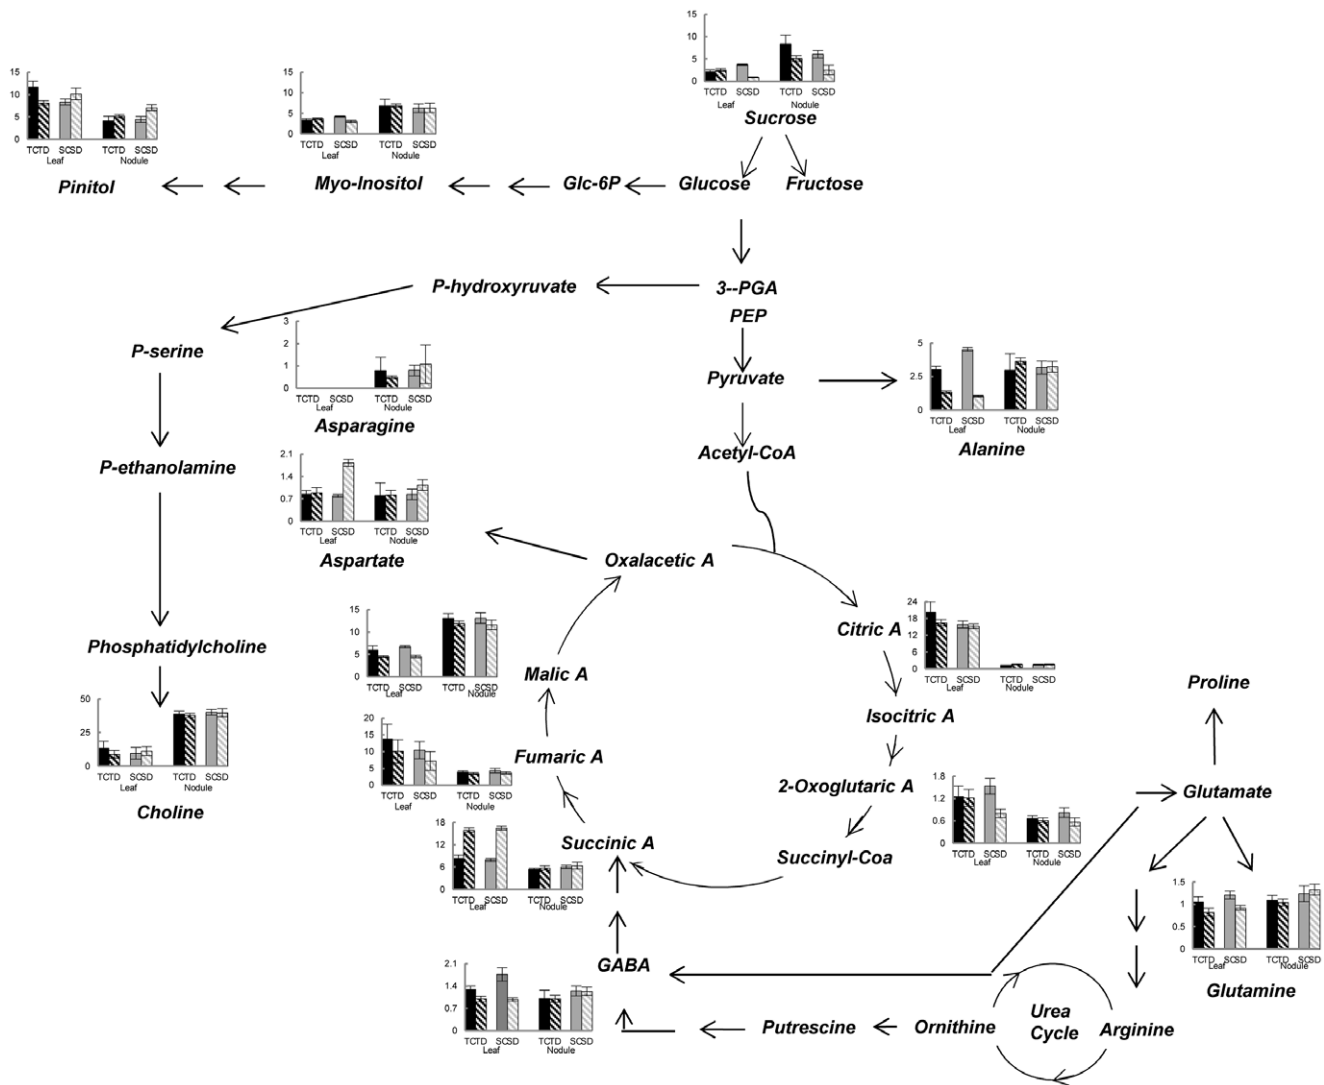 15
10
5
0
TCTD SCSD TCTD SCSD
Leaf Nodule
Sucrose
15
10
5
0
TCTD SCSD TCTD SCSD
Leaf Nodule
Pinitol
15
10
5
0
TCTD SCSD TCTD SCSD
Leaf Nodule
Myo-Inositol
Glc-6P
Glucose
Fructose
P-hydroxyruvate
3--PGA
PEP
P-serine
3
2
1
0
TCTD SCSD TCTD SCSD
Leaf Nodule
Asparagine
Pyruvate
5
2.5
0
TCTD SCSD TCTD SCSD
Leaf Nodule
Alanine
Acetyl-CoA
P-ethanolamine
2.1
1.4
0.7
0
TCTD SCSD TCTD SCSD
Leaf Nodule
Aspartate
Oxalacetic A
24
18
12
6
0
TCTD SCSD TCTD SCSD
Leaf Nodule
Citric A
Phosphatidylcholine
15
10
5
0
TCTD SCSD TCTD SCSD
Leaf Nodule
Malic A
Isocitric A
Proline
50
25
0
TCTD SCSD TCTD SCSD
Leaf Nodule
Choline
20
15
10
5
0
TCTD SCSD TCTD SCSD
Leaf Nodule
Fumaric A
2-Oxoglutaric A
1.8
1.2
0.6
0
TCTD SCSD TCTD SCSD
Leaf Nodule
Glutamate
18
12
6
0
TCTD SCSD TCTD SCSD
Leaf Nodule
Succinic A
Succinyl-Coa
1.5
1
0.5
0
TCTD SCSD TCTD SCSD
Leaf Nodule
Glutamine
2.1
1.4
0.7
0
TCTD SCSD TCTD SCSD
Leaf Nodule
GABA
Putrescine
Ornithine
Urea
Cycle
Arginine